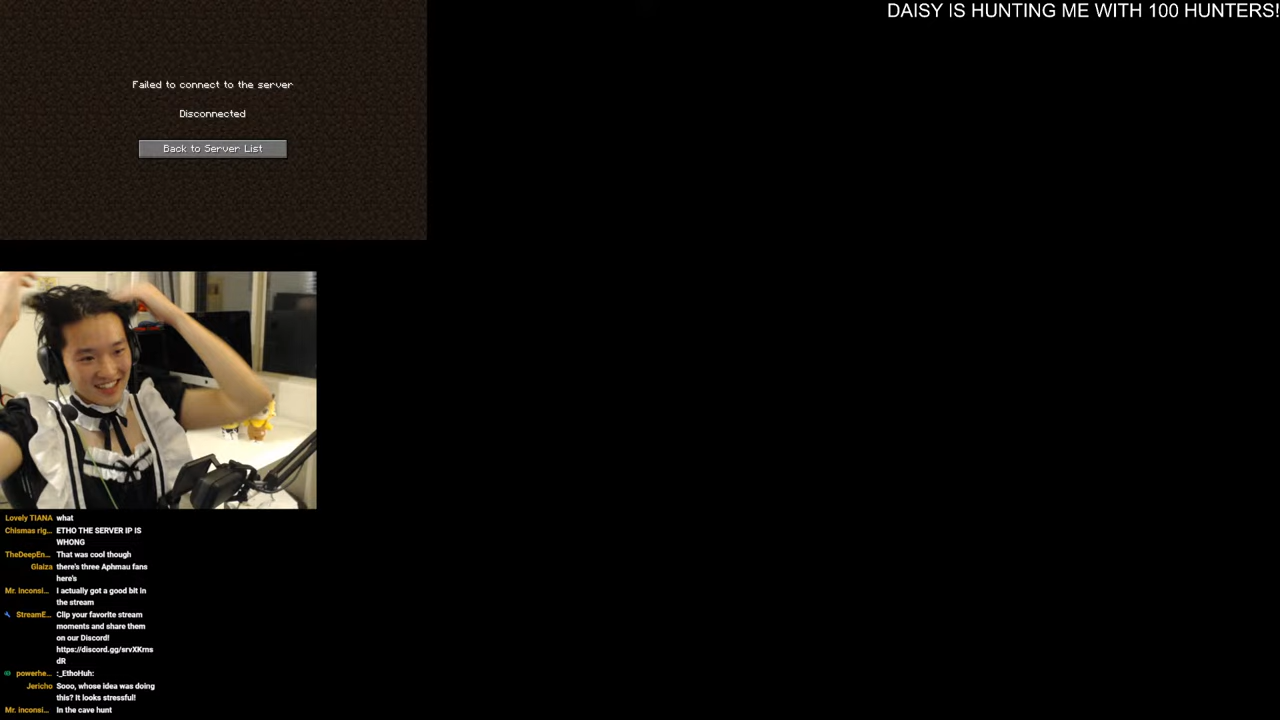 DAISY IS HUNTING ME WITH 100 HUNTERS!
Failed to connect to the server
Disconnected
Back to Server List
Lovely TIANA what
Chismas rig... ETHO THE SERVER IP IS
WHONG
TheDeepEn... That was cool though
Glaiza there's three Aphmau fans
here's
Mr. inconsi... I actually got a good bit in
the stream
StreamE... Clip your favorite stream
moments and share them
on our Discord!
https://discord.gg/srvXKrns
dR
powerhe... :_EthoHuh:
Jericho Sooo, whose idea was doing
this? It looks stressful!
Mr. inconsi... In the cave hunt